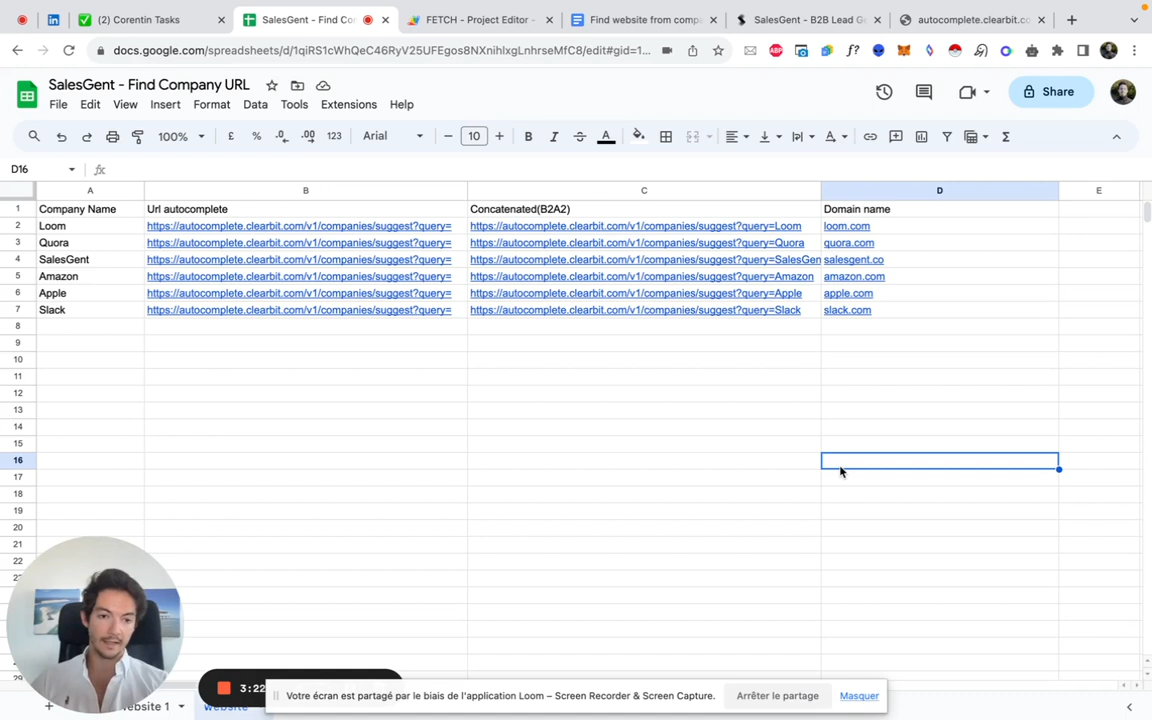 (2) Corentin Tasks
SalesGent - Find Co
FETCH - Project Editor -
Find website from comp
SalesGent - B2B Lead G
autocomplete.clearbit.co
docs.google.com/spreadsheets/d/1qiRS1cWhQeC46RyV25UFEgos8NXnihlxgLnhrseMfC8/edit#gid=1...
SalesGent - Find Company URL
File Edit View Insert Format Data Tools Extensions Help
Share
100% £ % .0 .00 123 Arial 10 B I A
D16 fx
A B C D E
1 Company Name Url autocomplete Concatenated(B2A2) Domain name
2 Loom https://autocomplete.clearbit.com/v1/companies/suggest?query= https://autocomplete.clearbit.com/v1/companies/suggest?query=Loom loom.com
3 Quora https://autocomplete.clearbit.com/v1/companies/suggest?query= https://autocomplete.clearbit.com/v1/companies/suggest?query=Quora quora.com
4 SalesGent https://autocomplete.clearbit.com/v1/companies/suggest?query= https://autocomplete.clearbit.com/v1/companies/suggest?query=SalesGen salesgent.co
5 Amazon https://autocomplete.clearbit.com/v1/companies/suggest?query= https://autocomplete.clearbit.com/v1/companies/suggest?query=Amazon amazon.com
6 Apple https://autocomplete.clearbit.com/v1/companies/suggest?query= https://autocomplete.clearbit.com/v1/companies/suggest?query=Apple apple.com
7 Slack https://autocomplete.clearbit.com/v1/companies/suggest?query= https://autocomplete.clearbit.com/v1/companies/suggest?query=Slack slack.com
8
9
10
11
12
13
14
15
16
17
18
19
20
21
22
3:22
Votre écran est partagé par le biais de l'application Loom – Screen Recorder & Screen Capture.
Arrêter le partage
Masquer
ebsite 1